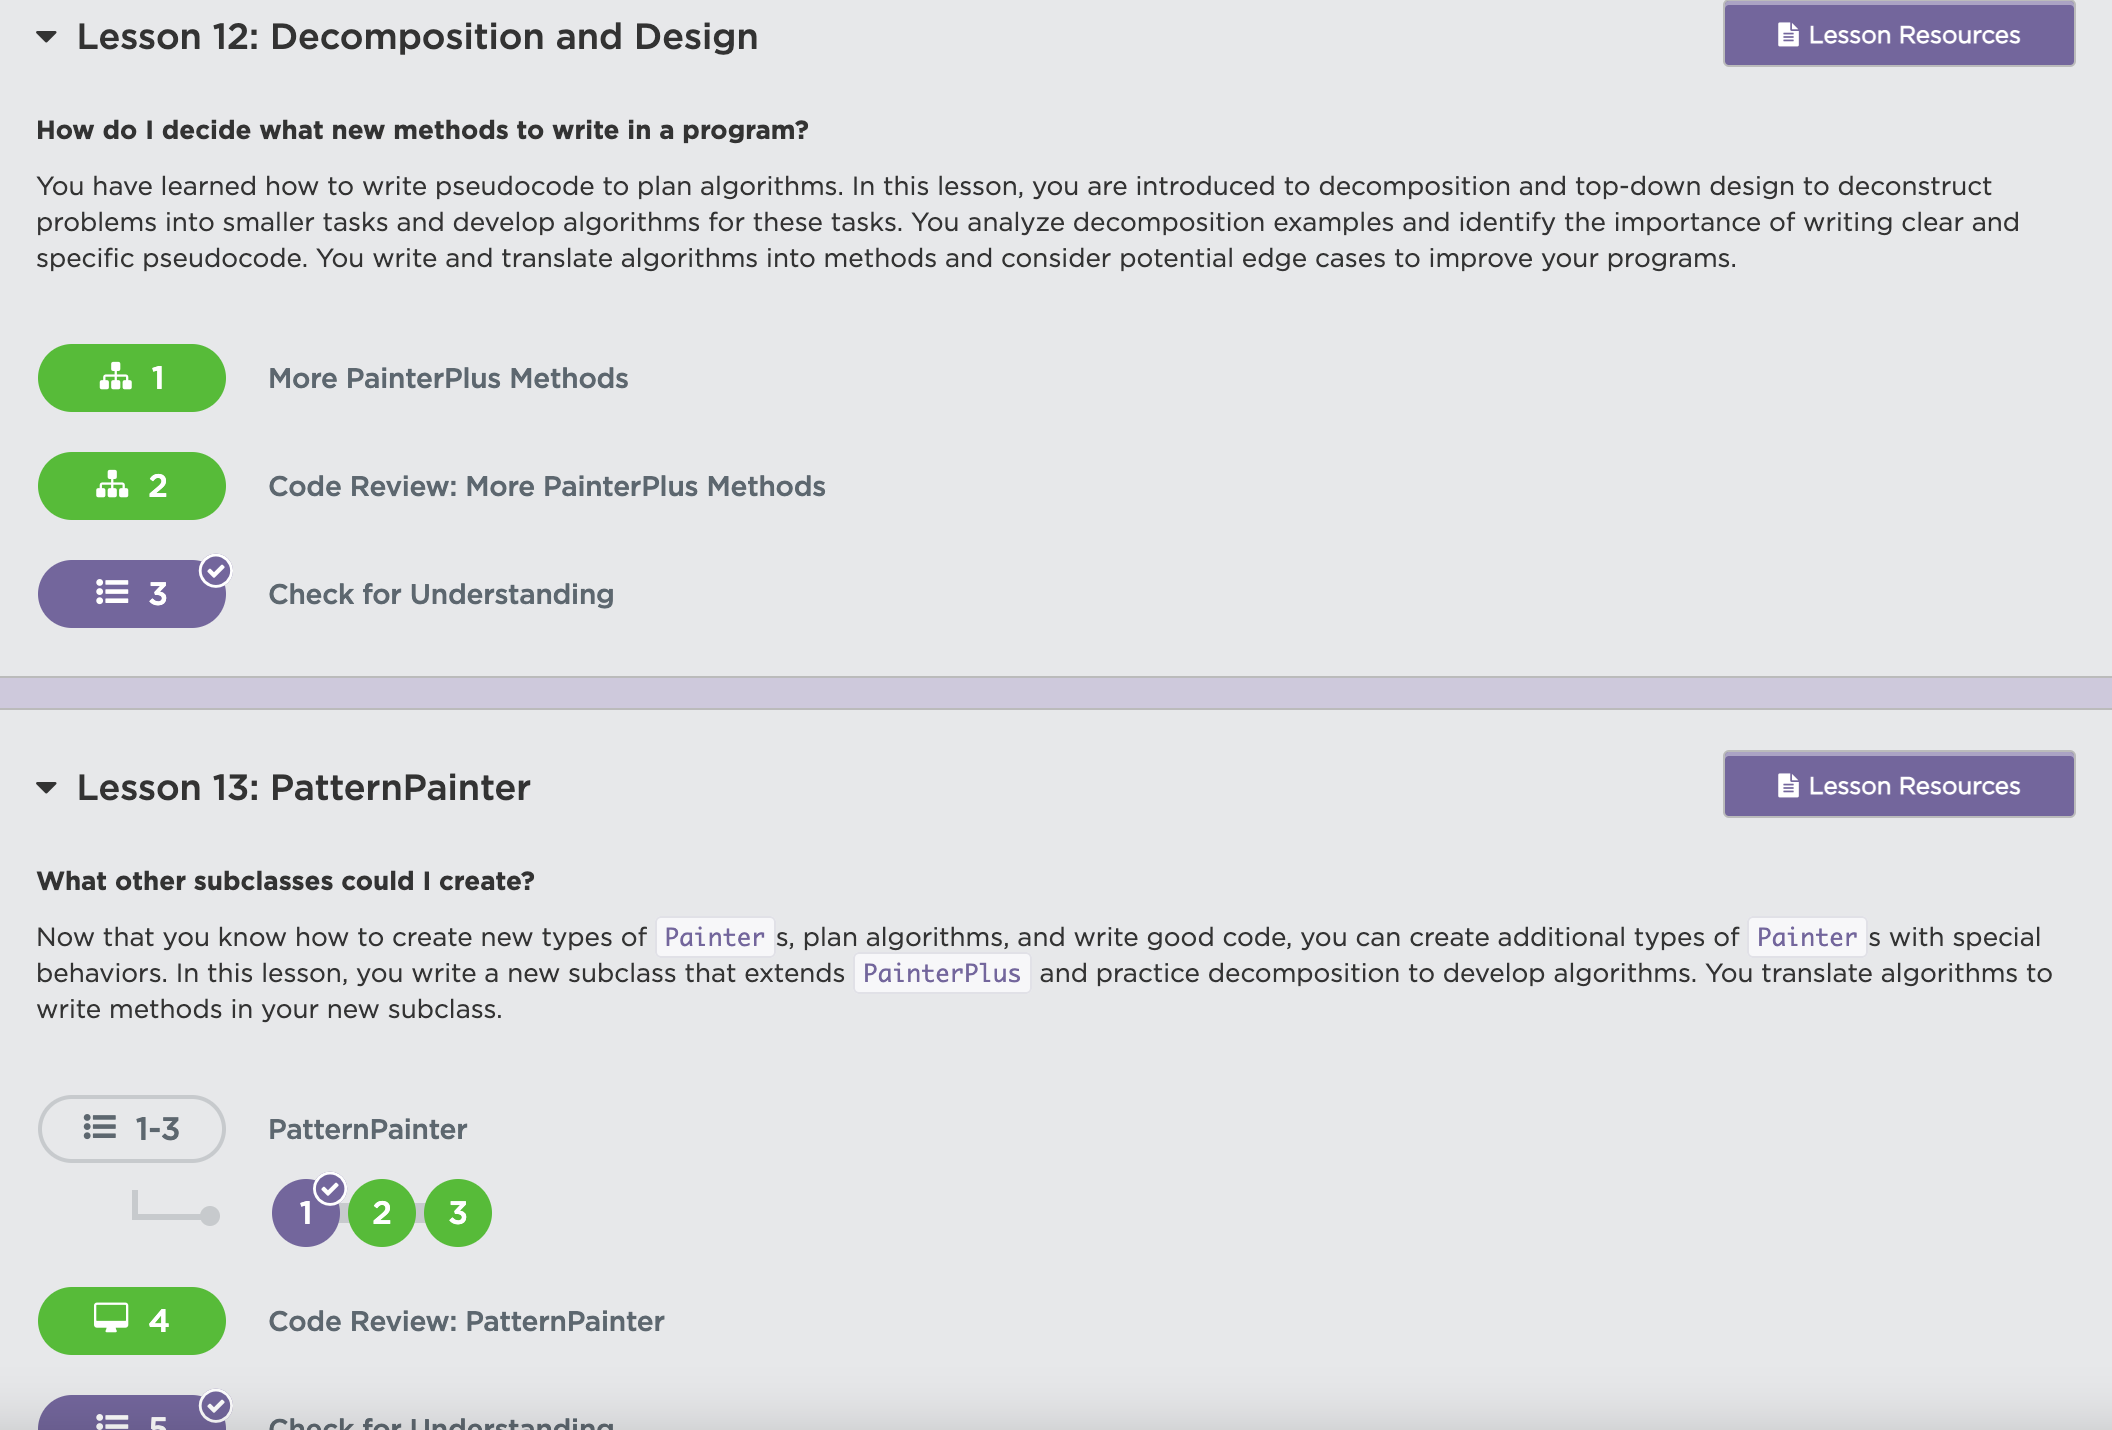 Lesson 12: Decomposition and Design
Lesson Resources
How do I decide what new methods to write in a program?
You have learned how to write pseudocode to plan algorithms. In this lesson, you are introduced to decomposition and top-down design to deconstruct
problems into smaller tasks and develop algorithms for these tasks. You analyze decomposition examples and identify the importance of writing clear and
specific pseudocode. You write and translate algorithms into methods and consider potential edge cases to improve your programs.
1 More PainterPlus Methods
2 Code Review: More PainterPlus Methods
3 Check for Understanding
Lesson 13: PatternPainter
Lesson Resources
What other subclasses could I create?
Now that you know how to create new types of Painter s, plan algorithms, and write good code, you can create additional types of Painter s with special
behaviors. In this lesson, you write a new subclass that extends PainterPlus and practice decomposition to develop algorithms. You translate algorithms to
write methods in your new subclass.
1-3 PatternPainter
1 2 3
4 Code Review: PatternPainter
5 Check for Understanding